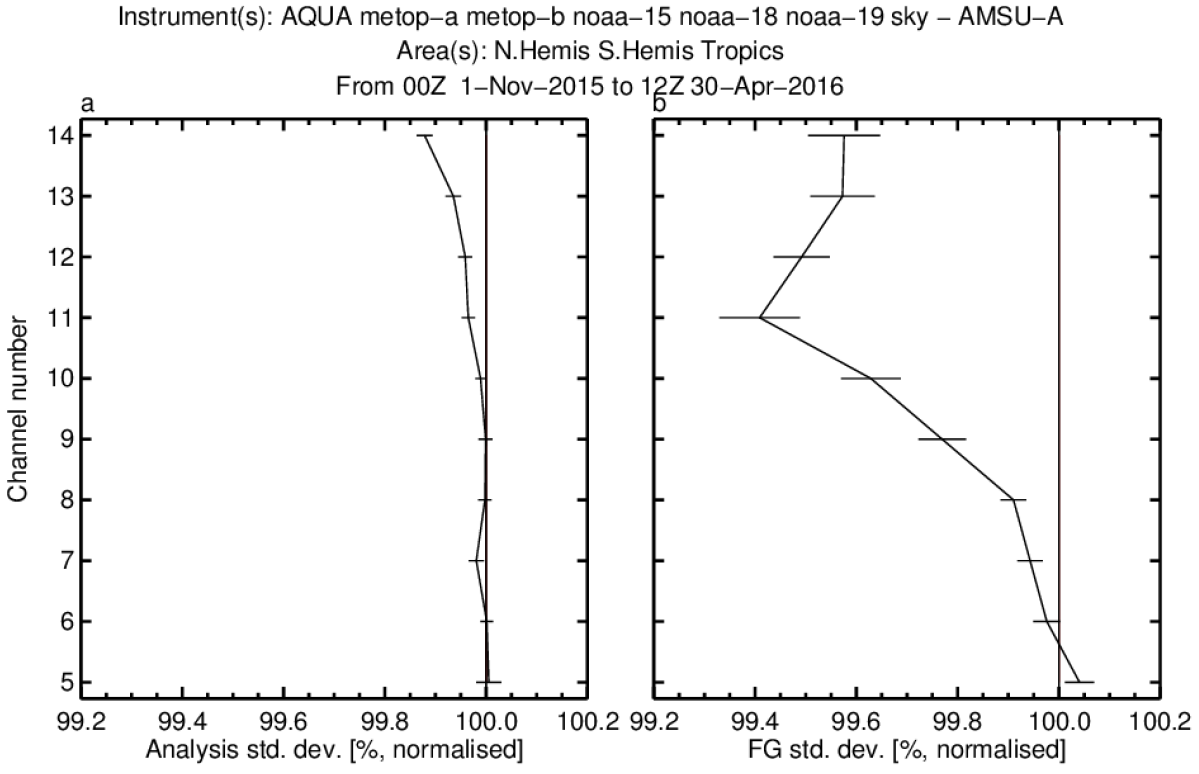 Instrument(s): AQUA metop−a metop−b noaa−15 noaa−18 noaa−19 sky − AMSU−A
Area(s): N.Hemis S.Hemis Tropics
From 00Z 1−Nov−2015 to 12Z 30−Apr−2016
a
b
14
13
12
11
10
9
8
7
6
5
Channel number
99.2 99.4 99.6 99.8 100.0 100.2
99.2 99.4 99.6 99.8 100.0 100.2
Analysis std. dev. [%, normalised]
FG std. dev. [%, normalised]